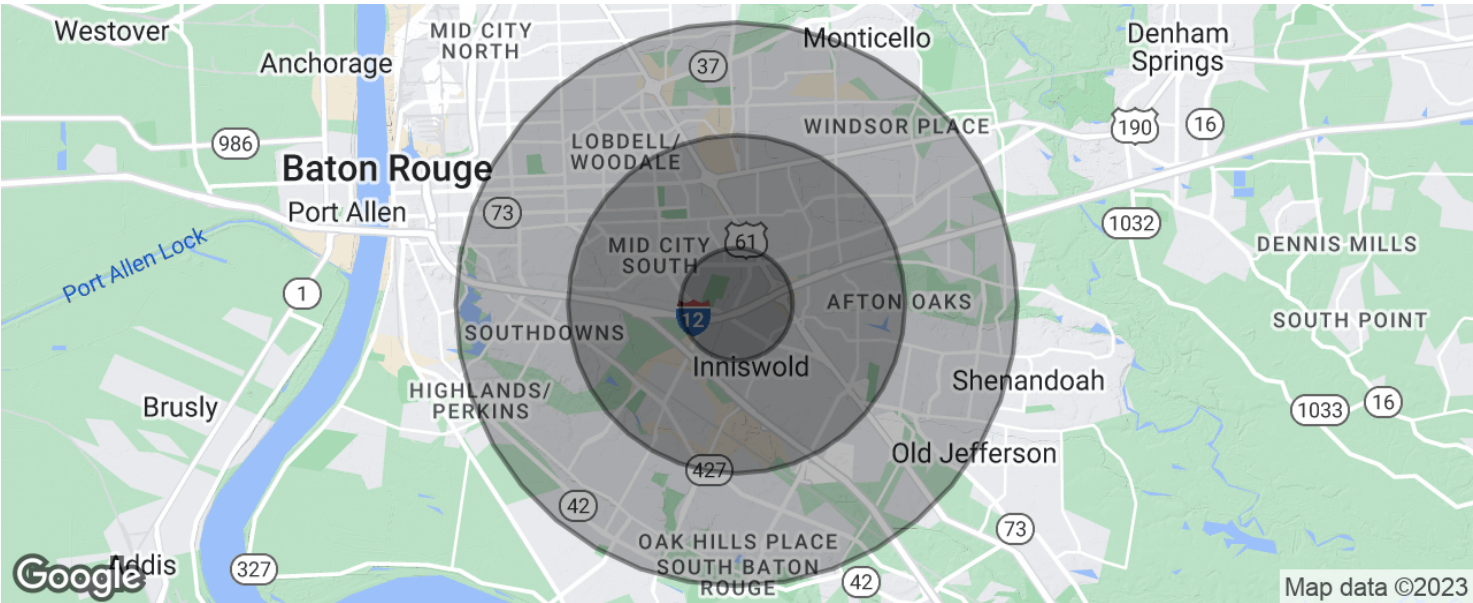 Westover
MID CITY
NORTH
Monticello
Denham
Springs
Anchorage
37
190
16
986
WINDSOR PLACE
LOBDELL/
WOODALE
Baton Rouge
Port Allen
73
1032
Port Allen Lock
MID CITY
SOUTH
61
DENNIS MILLS
1
12
AFTON OAKS
SOUTHDOWNS
SOUTH POINT
Inniswold
Shenandoah
HIGHLANDS/
PERKINS
Brusly
1033
16
Old Jefferson
427
42
73
OAK HILLS PLACE
SOUTH BATON
ROUGE
Addis
327
42
Google
Map data ©2023